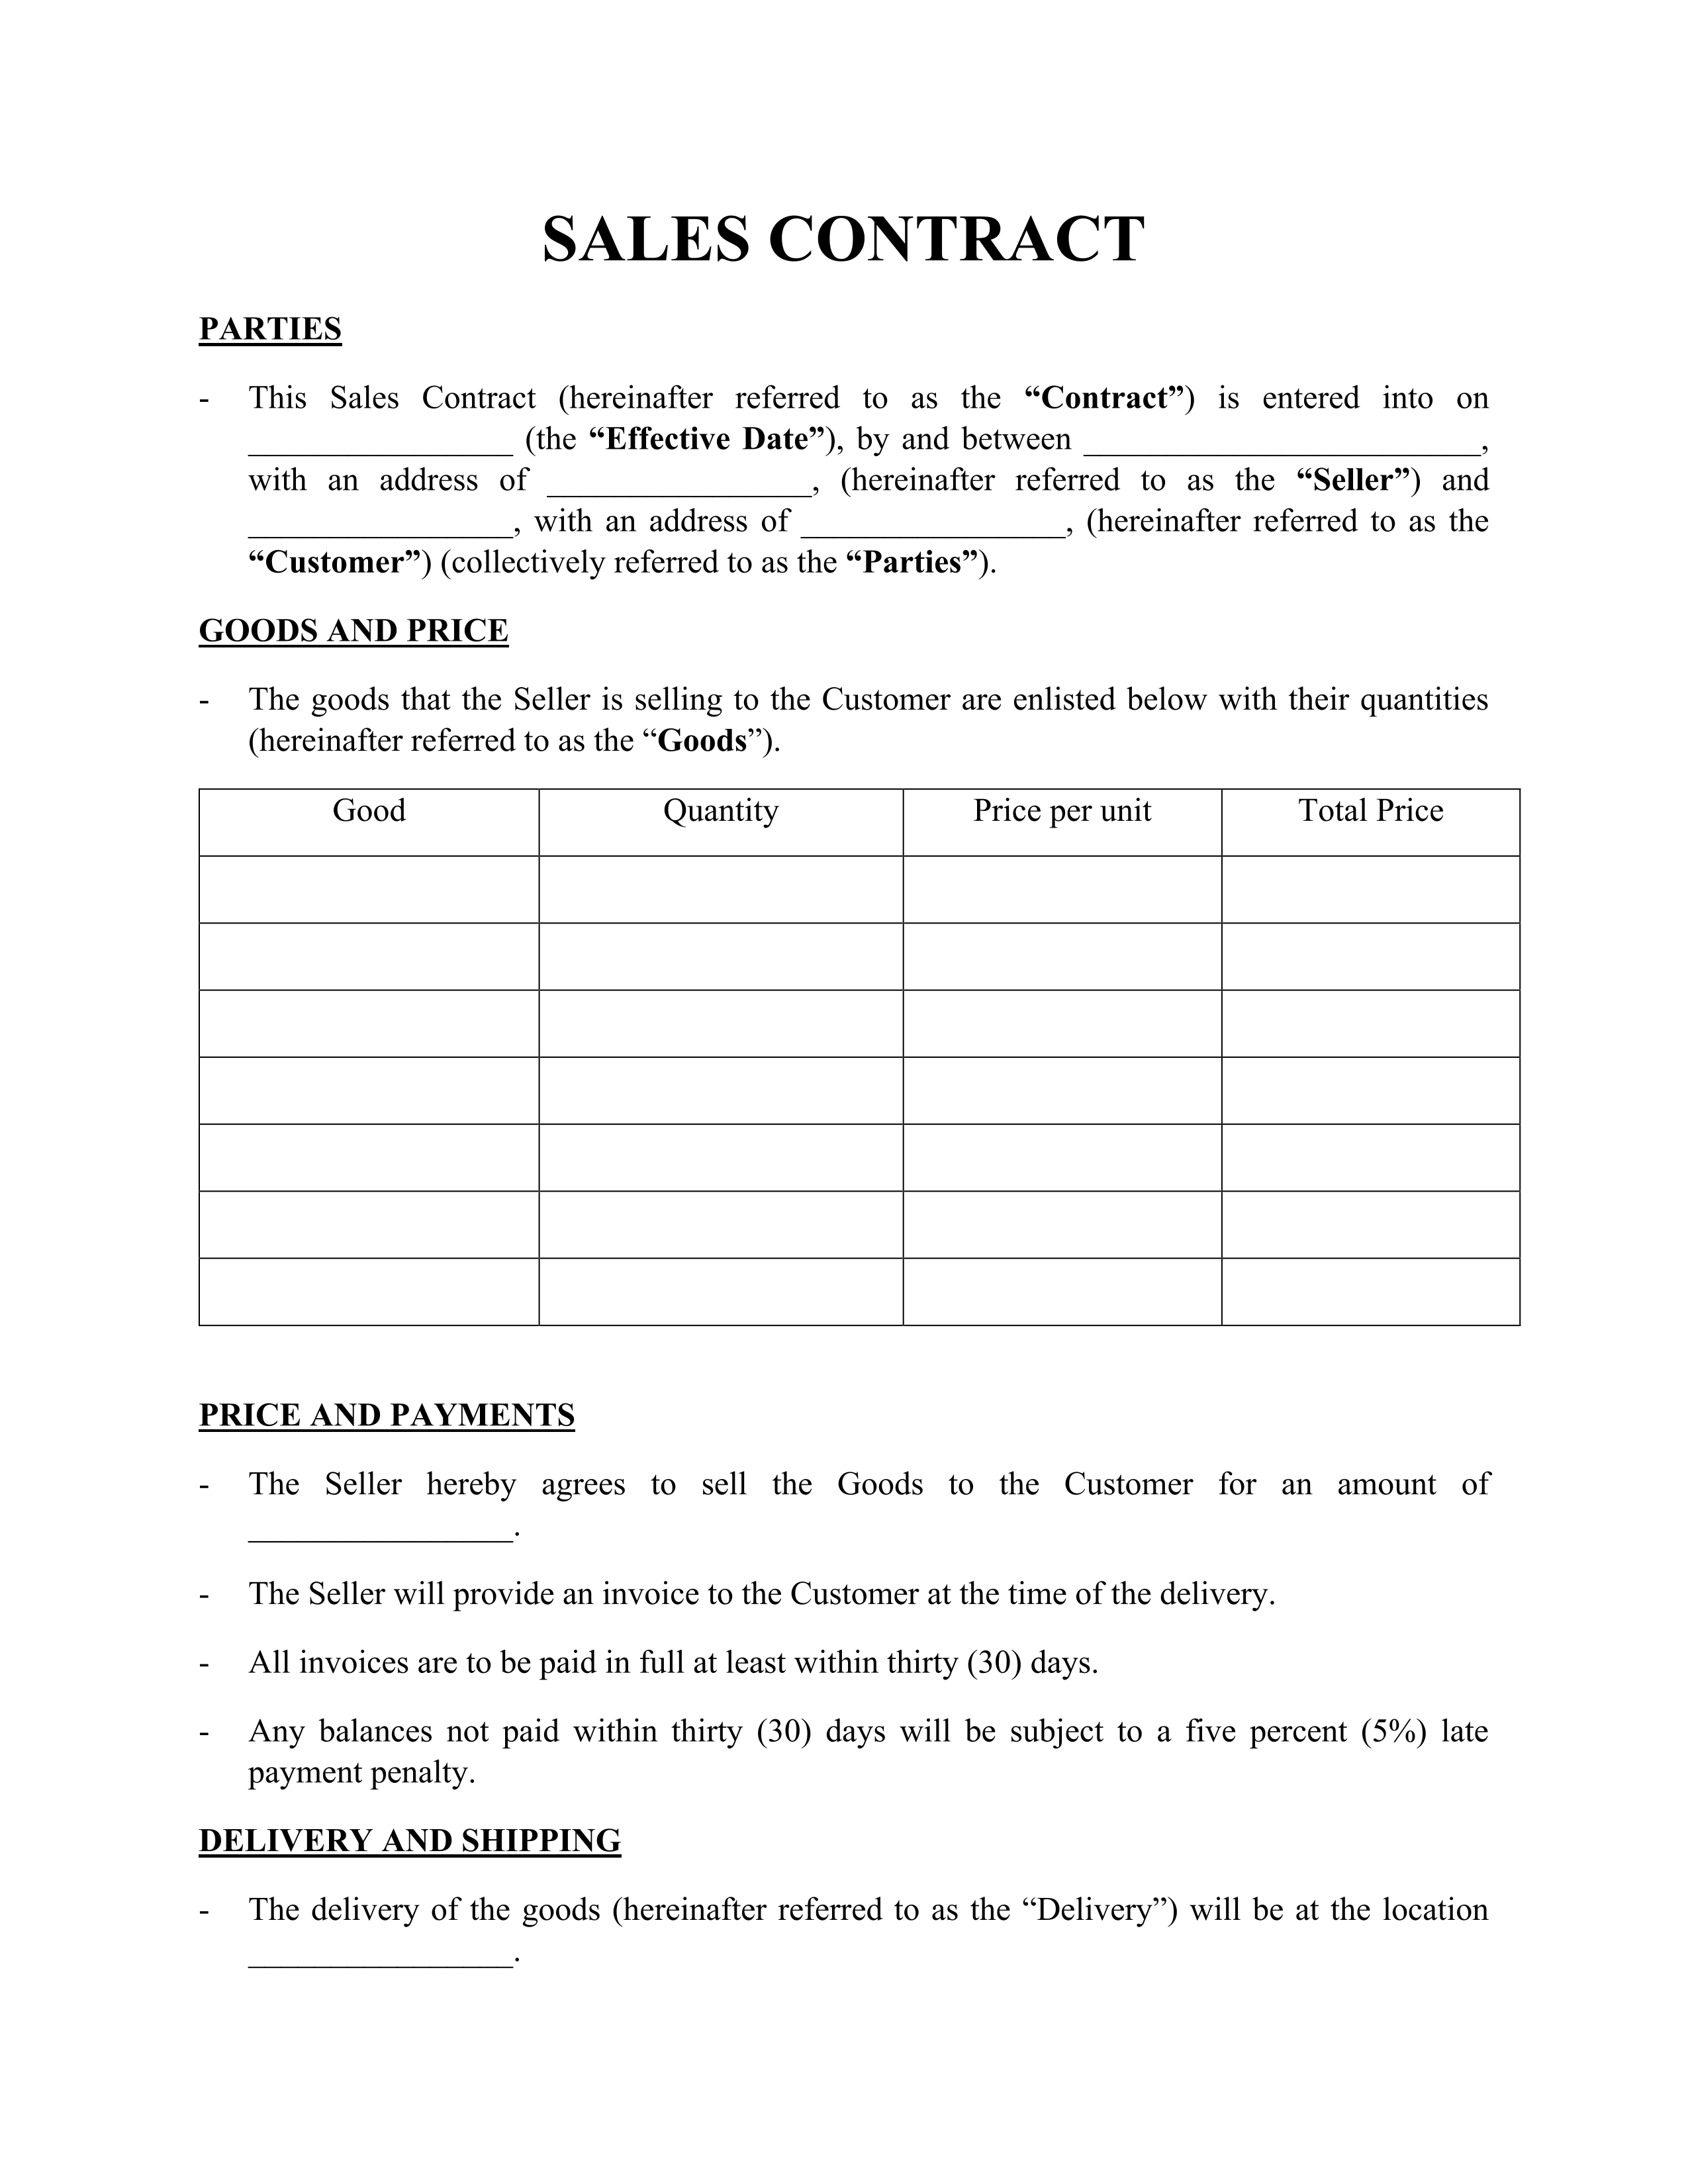 SALES CONTRACT
PARTIES
- This Sales Contract (hereinafter referred to as the “Contract”) is entered into on
________________ (the “Effective Date”), by and between ________________________,
with an address of ________________, (hereinafter referred to as the “Seller”) and
________________, with an address of ________________, (hereinafter referred to as the
“Customer”) (collectively referred to as the “Parties”).
GOODS AND PRICE
- The goods that the Seller is selling to the Customer are enlisted below with their quantities
(hereinafter referred to as the “Goods”).
Good Quantity Price per unit Total Price
PRICE AND PAYMENTS
- The Seller hereby agrees to sell the Goods to the Customer for an amount of
________________.
- The Seller will provide an invoice to the Customer at the time of the delivery.
- All invoices are to be paid in full at least within thirty (30) days.
- Any balances not paid within thirty (30) days will be subject to a five percent (5%) late
payment penalty.
DELIVERY AND SHIPPING
- The delivery of the goods (hereinafter referred to as the “Delivery”) will be at the location
________________.